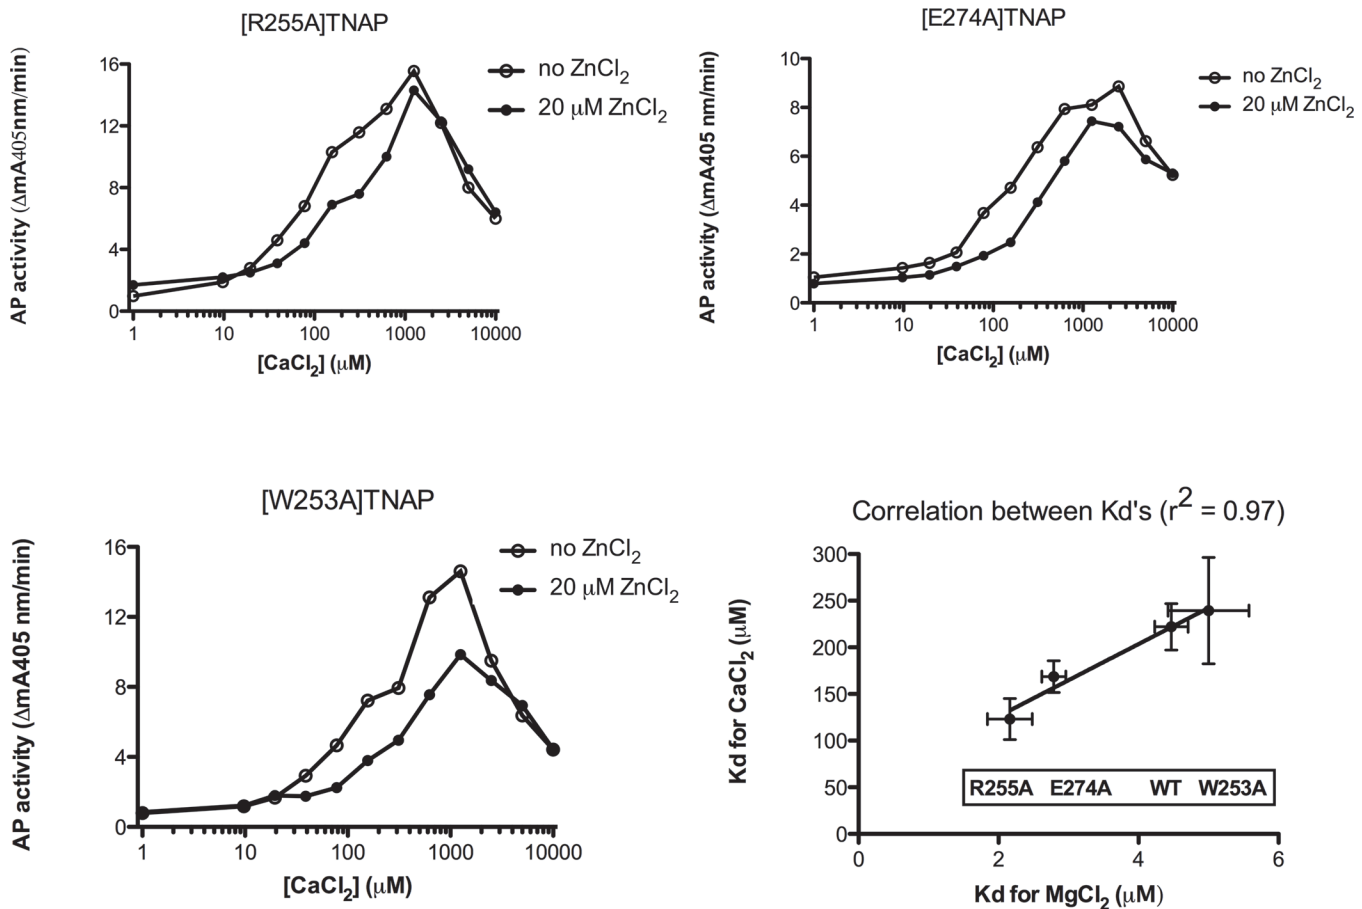 [R255A]TNAP
AP activity (ΔmA405nm/min)
16
12
8
4
0
1
10
100
1000
10000
[CaCl2] (μM)
no ZnCl2
20 μM ZnCl2
[E274A]TNAP
AP activity (ΔmA405 nm/min)
10
8
6
4
2
0
1
10
100
1000
10000
[CaCl2] (μM)
no ZnCl2
20 μM ZnCl2
[W253A]TNAP
AP activity (ΔmA405 nm/min)
16
12
8
4
0
1
10
100
1000
10000
[CaCl2] (μM)
no ZnCl2
20 μM ZnCl2
Correlation between Kd's (r2 = 0.97)
Kd for CaCl2 (μM)
300
250
200
150
100
50
0
R255A E274A WT W253A
0
2
4
6
Kd for MgCl2 (μM)